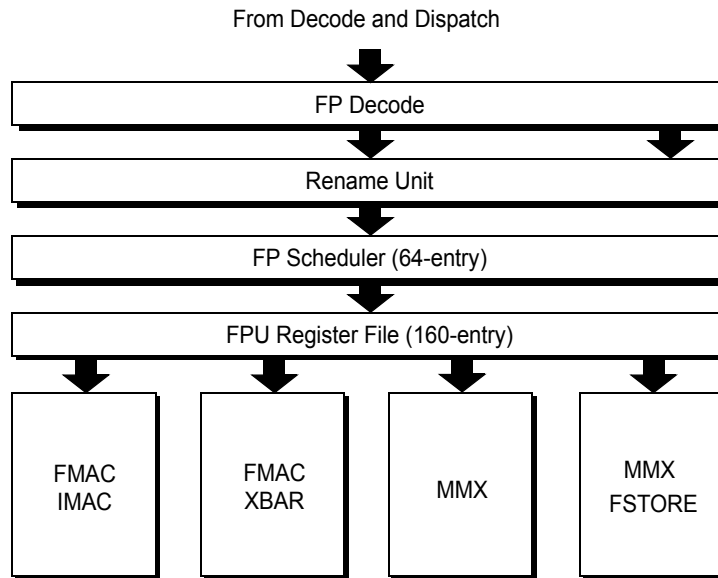 From Decode and Dispatch
FP Decode
Rename Unit
FP Scheduler (64-entry)
FPU Register File (160-entry)
FMAC
IMAC
FMAC
XBAR
MMX
MMX
FSTORE